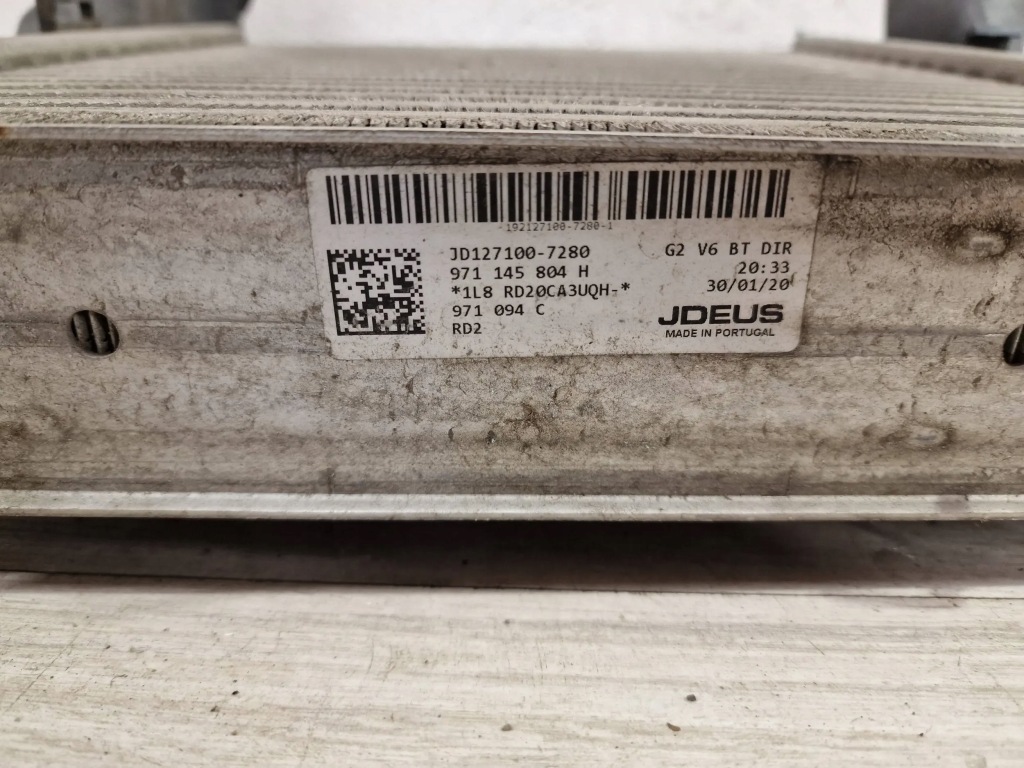 192127100-7280-1
JD127100-7280
G2 V6 BT DIR
971 145 804 H
20:33
*1L8 RD20CA3UQH-*
30/01/20
971 094 C
JDEUS
RD2
MADE IN PORTUGAL